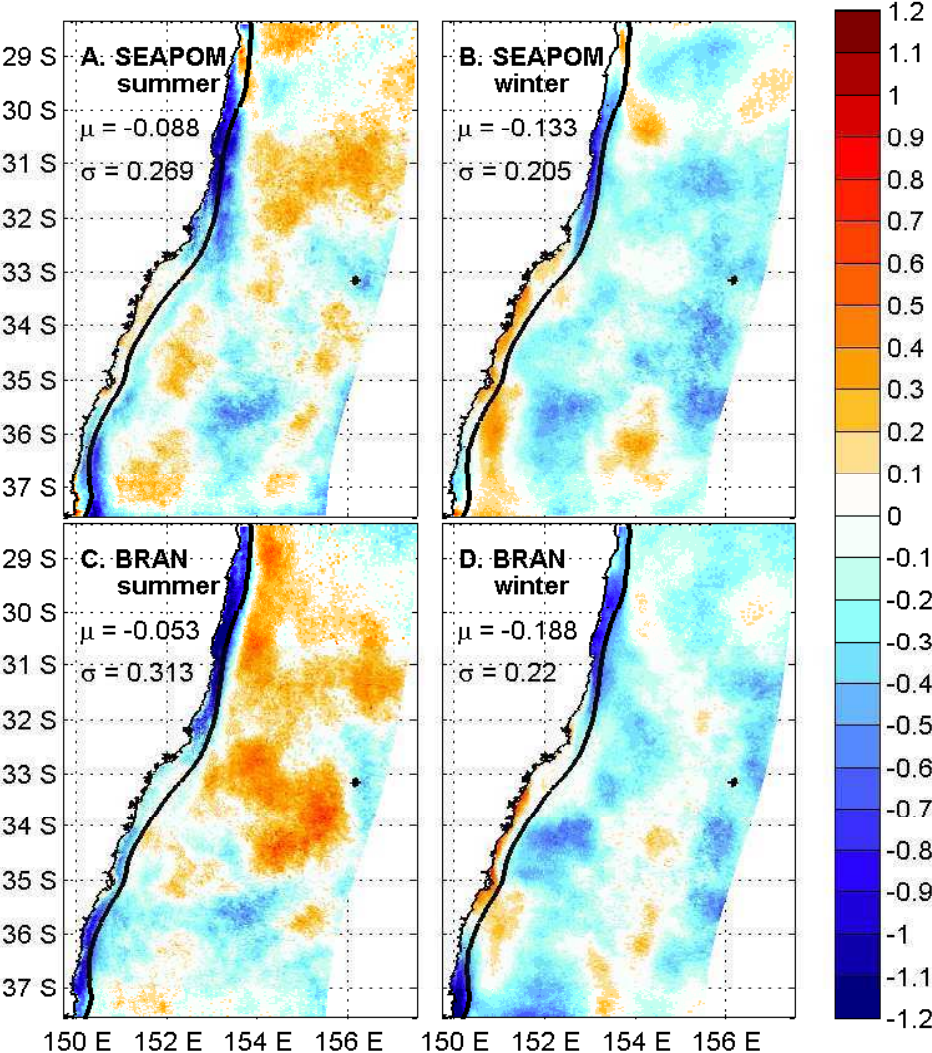 A. SEAPOM
summer
μ = -0.088
σ = 0.269
29 S
30 S
31 S
32 S
33 S
34 S
35 S
36 S
37 S
B. SEAPOM
winter
μ = -0.133
σ = 0.205
C. BRAN
summer
μ = -0.053
σ = 0.313
29 S
30 S
31 S
32 S
33 S
34 S
35 S
36 S
37 S
150 E 152 E 154 E 156 E
D. BRAN
winter
μ = -0.188
σ = 0.22
150 E 152 E 154 E 156 E
1.2
1.1
1
0.9
0.8
0.7
0.6
0.5
0.4
0.3
0.2
0.1
0
-0.1
-0.2
-0.3
-0.4
-0.5
-0.6
-0.7
-0.8
-0.9
-1
-1.1
-1.2